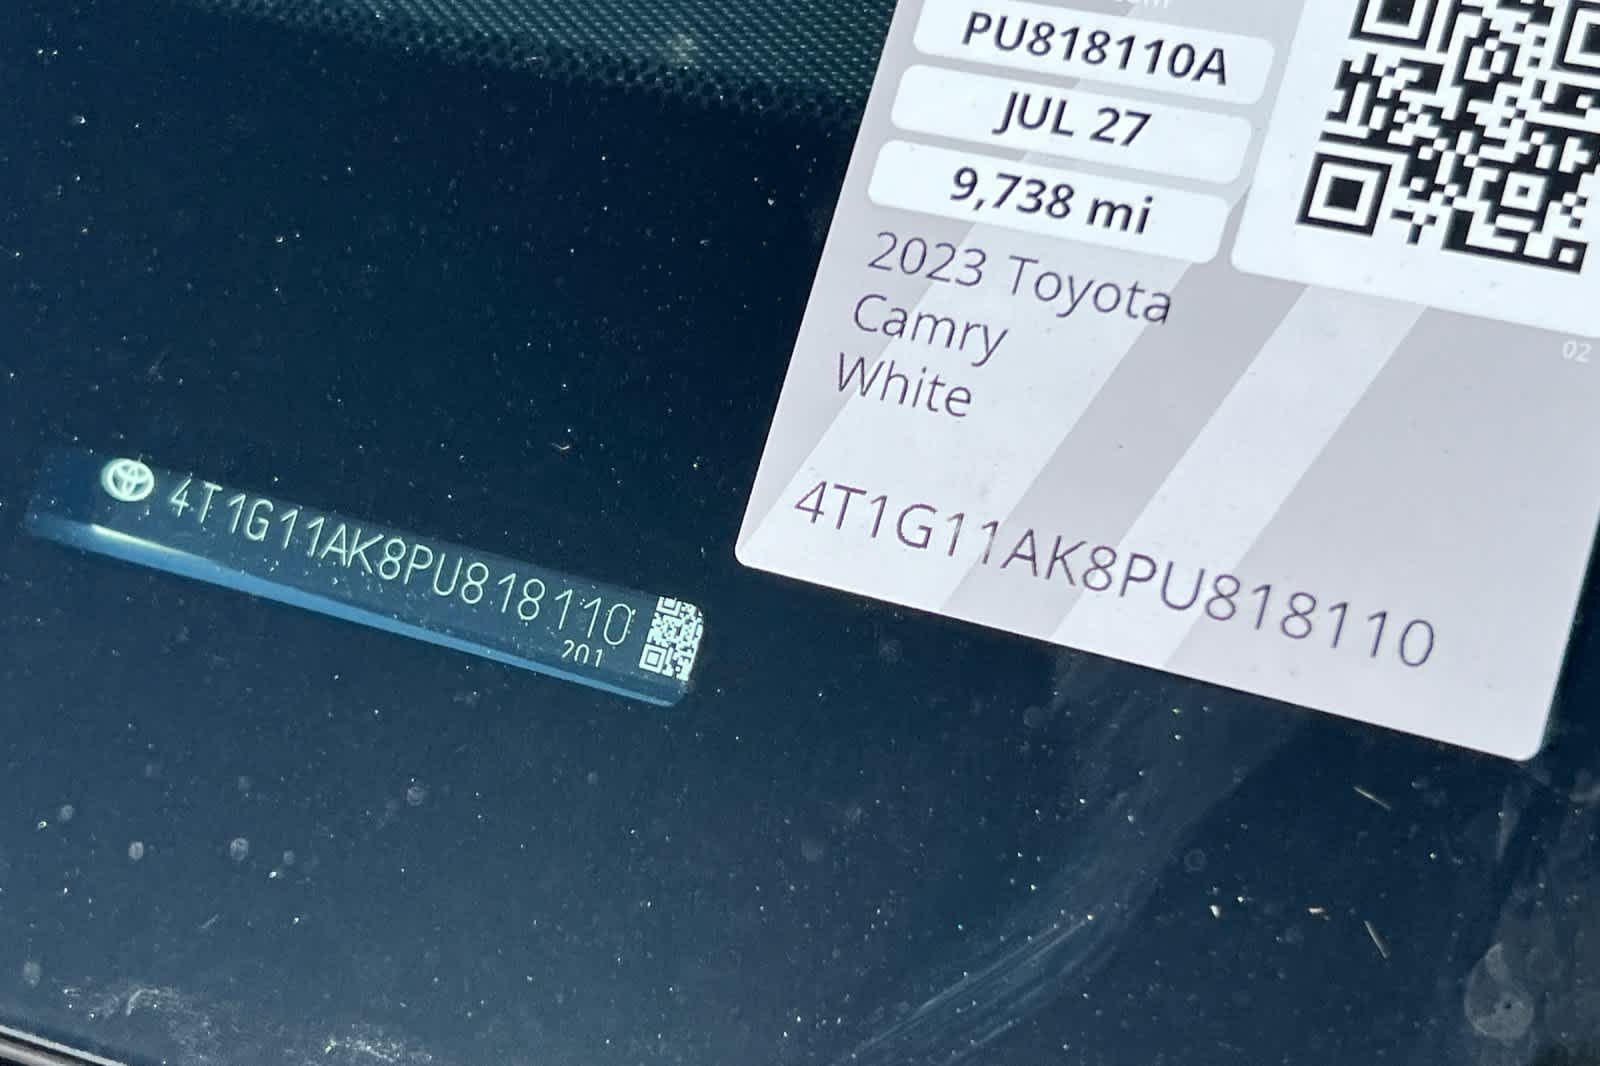 PU818110A
JUL 27
9,738 mi
2023 Toyota
Camry
White
02
4T1G11AK8PU818110
4T1G11AK8PU818110
201